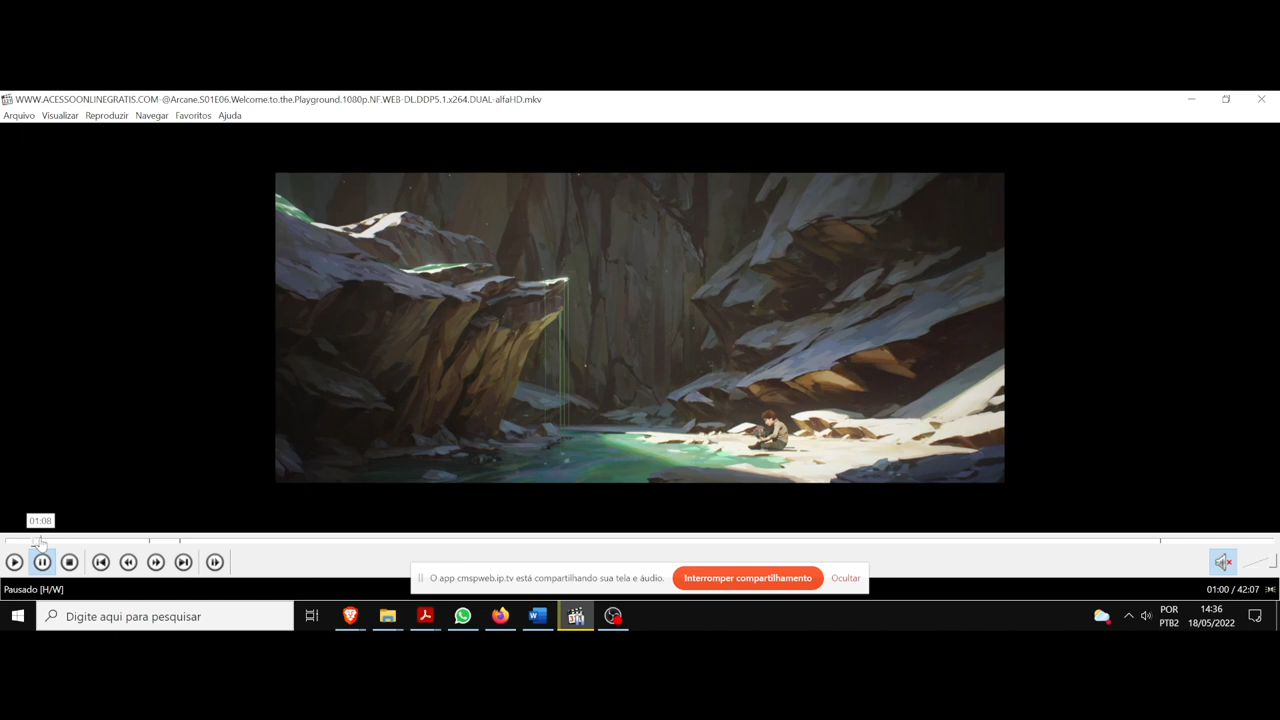 WWW.ACESSOONLINEGRATIS.COM-@Arcane.S01E06.Welcome.to.the.Playground.1080p.NF.WEB-DL.DDP5.1.x264.DUAL-alfaHD.mkv
Arquivo Visualizar Reproduzir Navegar Favoritos Ajuda
01:08
O app cmspweb.ip.tv está compartilhando sua tela e áudio. Interromper compartilhamento Ocultar
Pausado [H/W] 01:00 / 42:07
Digite aqui para pesquisar
POR 14:36
PTB2 18/05/2022